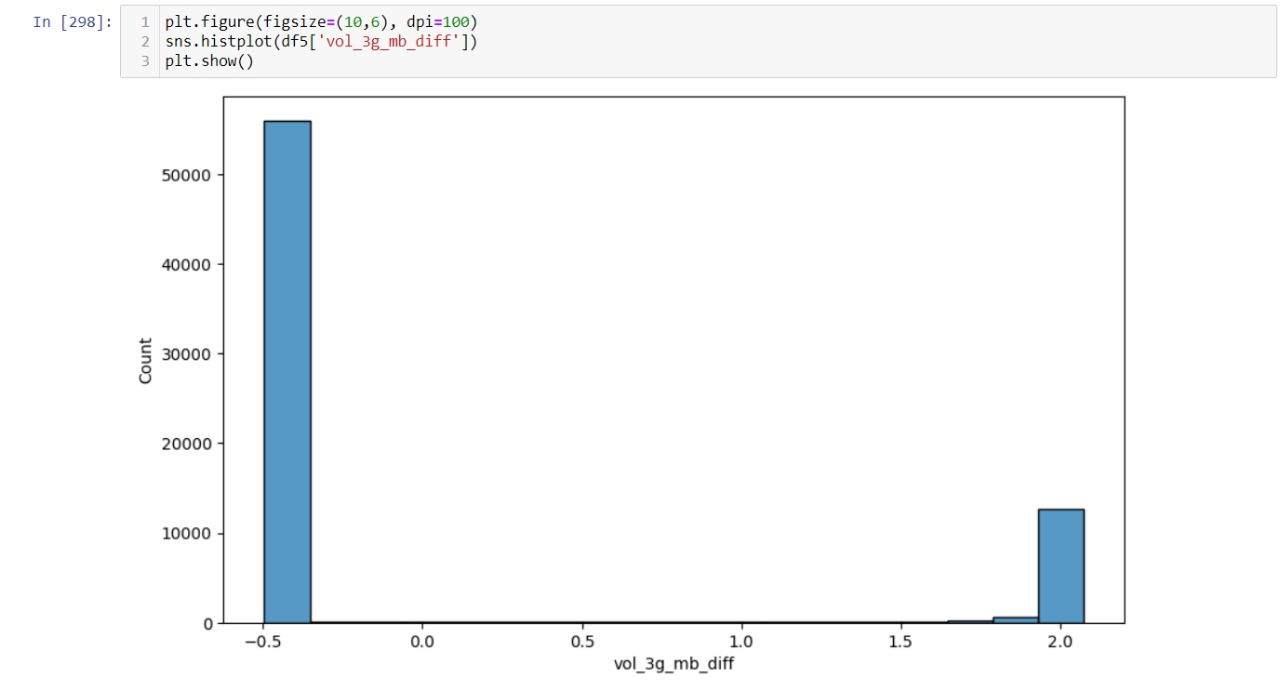 In [298]:
1 plt.figure(figsize=(10,6), dpi=100)
2 sns.histplot(df5['vol_3g_mb_diff'])
3 plt.show()
50000
40000
30000
20000
10000
0
Count
−0.5 0.0 0.5 1.0 1.5 2.0
vol_3g_mb_diff